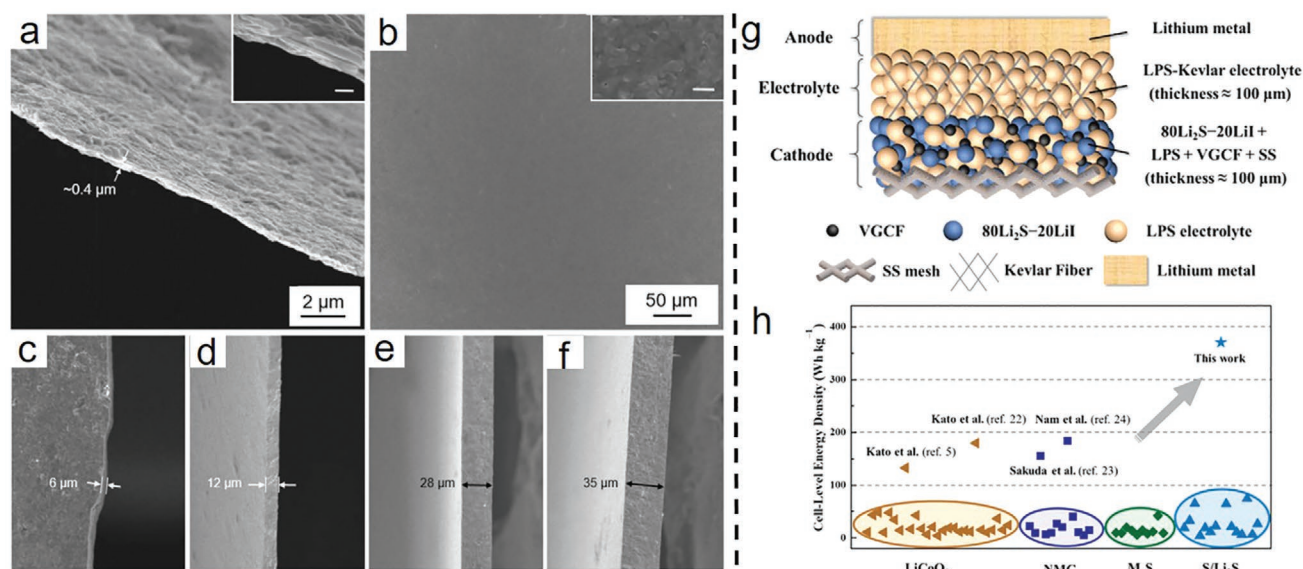 a
~0.4 µm
2 µm
b
50 µm
c
6 µm
d
12 µm
e
28 µm
f
35 µm
g
Anode
Electrolyte
Cathode
Lithium metal
LPS-Kevlar electrolyte
(thickness ≈ 100 µm)
80Li₂S−20LiI +
LPS + VGCF + SS
(thickness ≈ 100 µm)
VGCF
80Li₂S−20LiI
LPS electrolyte
SS mesh
Kevlar Fiber
Lithium metal
h
Cell-Level Energy Density (Wh kg⁻¹)
400
300
200
100
0
This work
Kato et al. (ref. 22)
Nam et al. (ref. 24)
Kato et al. (ref. 5)
Sakuda et al. (ref. 23)
LiCoO
NMC
M S
S/Li S